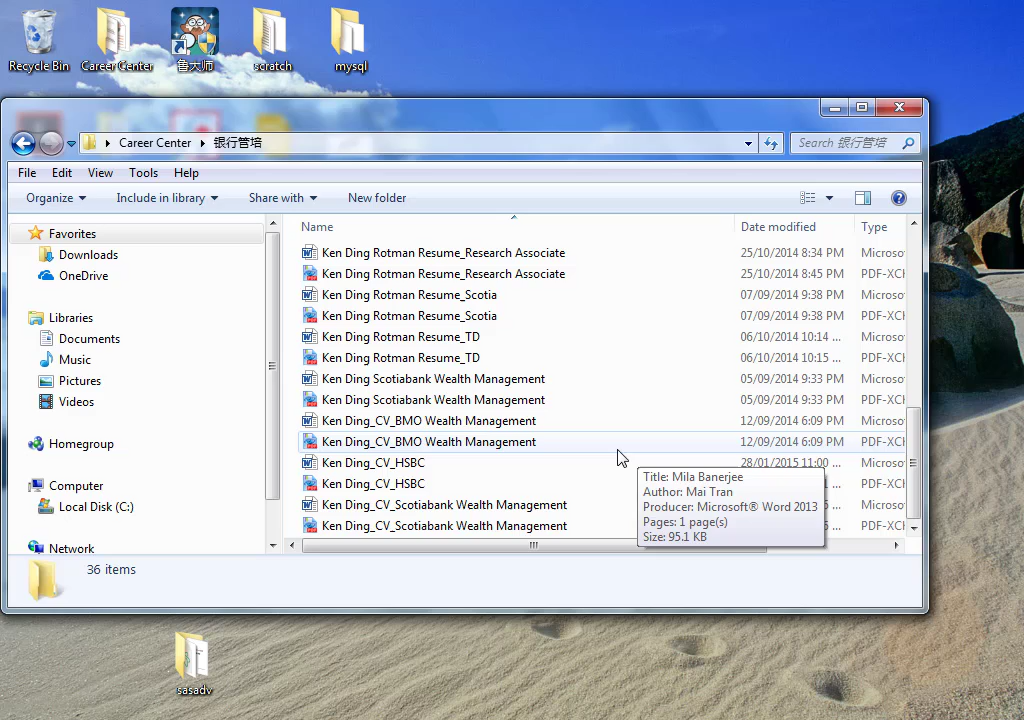 Recycle Bin
Career Center
鲁大师
scratch
mysql
Career Center
银行管培
Search 银行管培
File Edit View Tools Help
Organize Include in library Share with New folder
Name Date modified Type
Favorites
Downloads
OneDrive
Libraries
Documents
Music
Pictures
Videos
Homegroup
Computer
Local Disk (C:)
Network
Ken Ding Rotman Resume_Research Associate 25/10/2014 8:34 PM Microso
Ken Ding Rotman Resume_Research Associate 25/10/2014 8:45 PM PDF-XCH
Ken Ding Rotman Resume_Scotia 07/09/2014 9:38 PM Microso
Ken Ding Rotman Resume_Scotia 07/09/2014 9:38 PM PDF-XCH
Ken Ding Rotman Resume_TD 06/10/2014 10:14 ... Microso
Ken Ding Rotman Resume_TD 06/10/2014 10:15 ... PDF-XCH
Ken Ding Scotiabank Wealth Management 05/09/2014 9:33 PM Microso
Ken Ding Scotiabank Wealth Management 05/09/2014 9:33 PM PDF-XCH
Ken Ding_CV_BMO Wealth Management 12/09/2014 6:09 PM Microso
Ken Ding_CV_BMO Wealth Management 12/09/2014 6:09 PM PDF-XCH
Ken Ding_CV_HSBC 28/01/2015 11:00 ... Microso
Ken Ding_CV_HSBC ... PDF-XCH
Ken Ding_CV_Scotiabank Wealth Management ... Microso
Ken Ding_CV_Scotiabank Wealth Management ... PDF-XCH
Title: Mila Banerjee
Author: Mai Tran
Producer: Microsoft® Word 2013
Pages: 1 page(s)
Size: 95.1 KB
36 items
sasadv